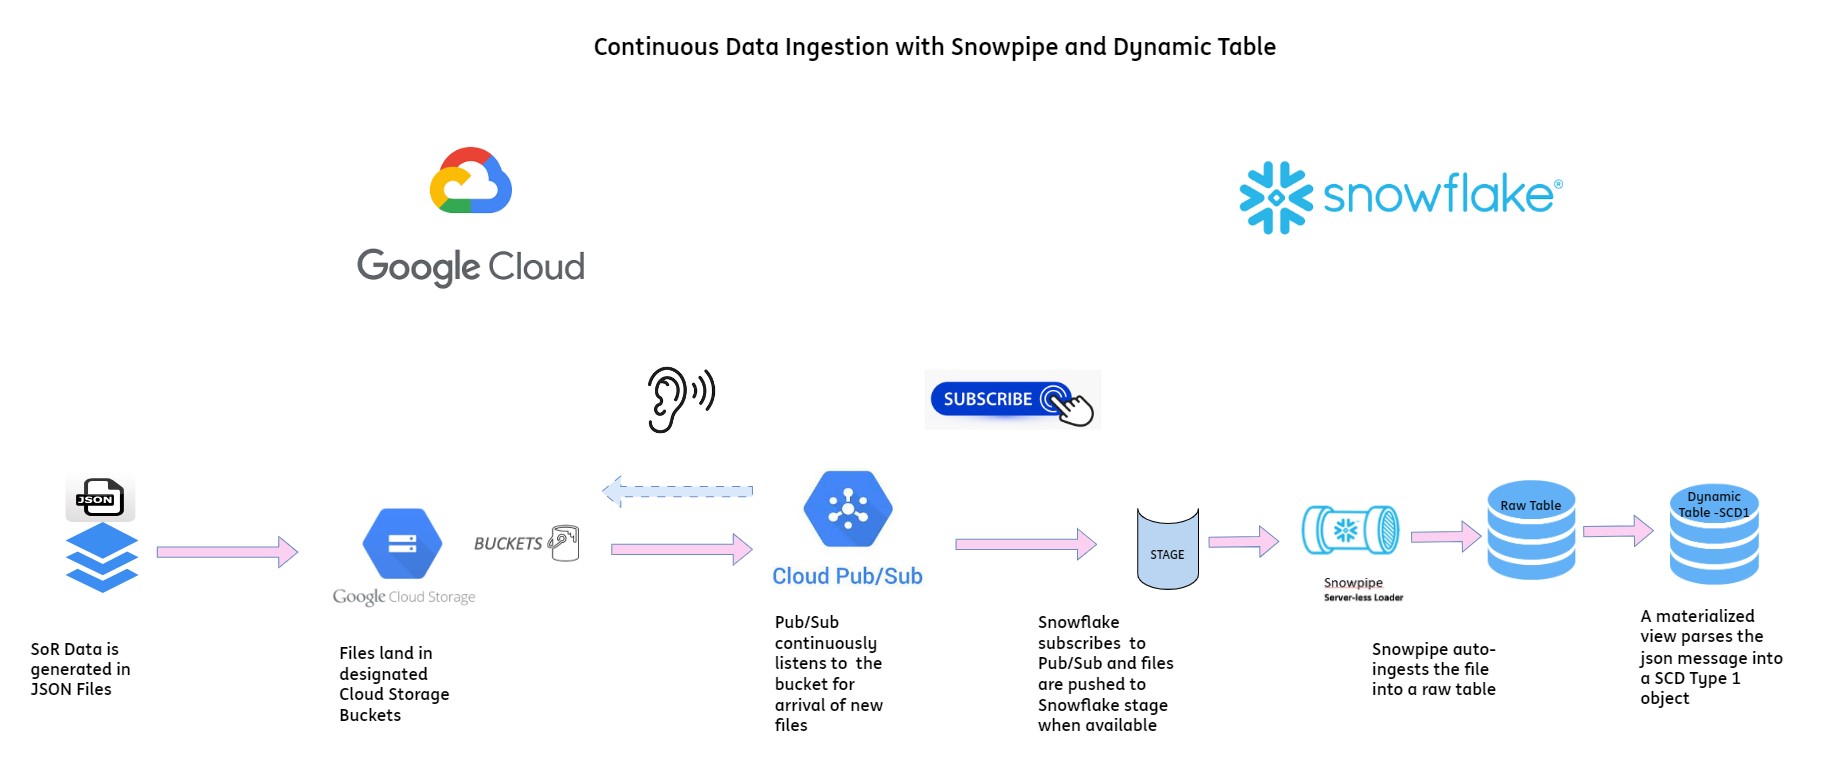 Continuous Data Ingestion with Snowpipe and Dynamic Table
Google Cloud
snowflake®
SUBSCRIBE
JSON
Google Cloud Storage
BUCKETS
Cloud Pub/Sub
STAGE
Snowpipe
Server-less Loader
Raw Table
Dynamic
Table -SCD1
SoR Data is
generated in
JSON Files
Files land in
designated
Cloud Storage
Buckets
Pub/Sub
continuously
listens to the
bucket for
arrival of new
files
Snowflake
subscribes to
Pub/Sub and files
are pushed to
Snowflake stage
when available
Snowpipe auto-
ingests the file
into a raw table
A materialized
view parses the
json message into
a SCD Type 1
object